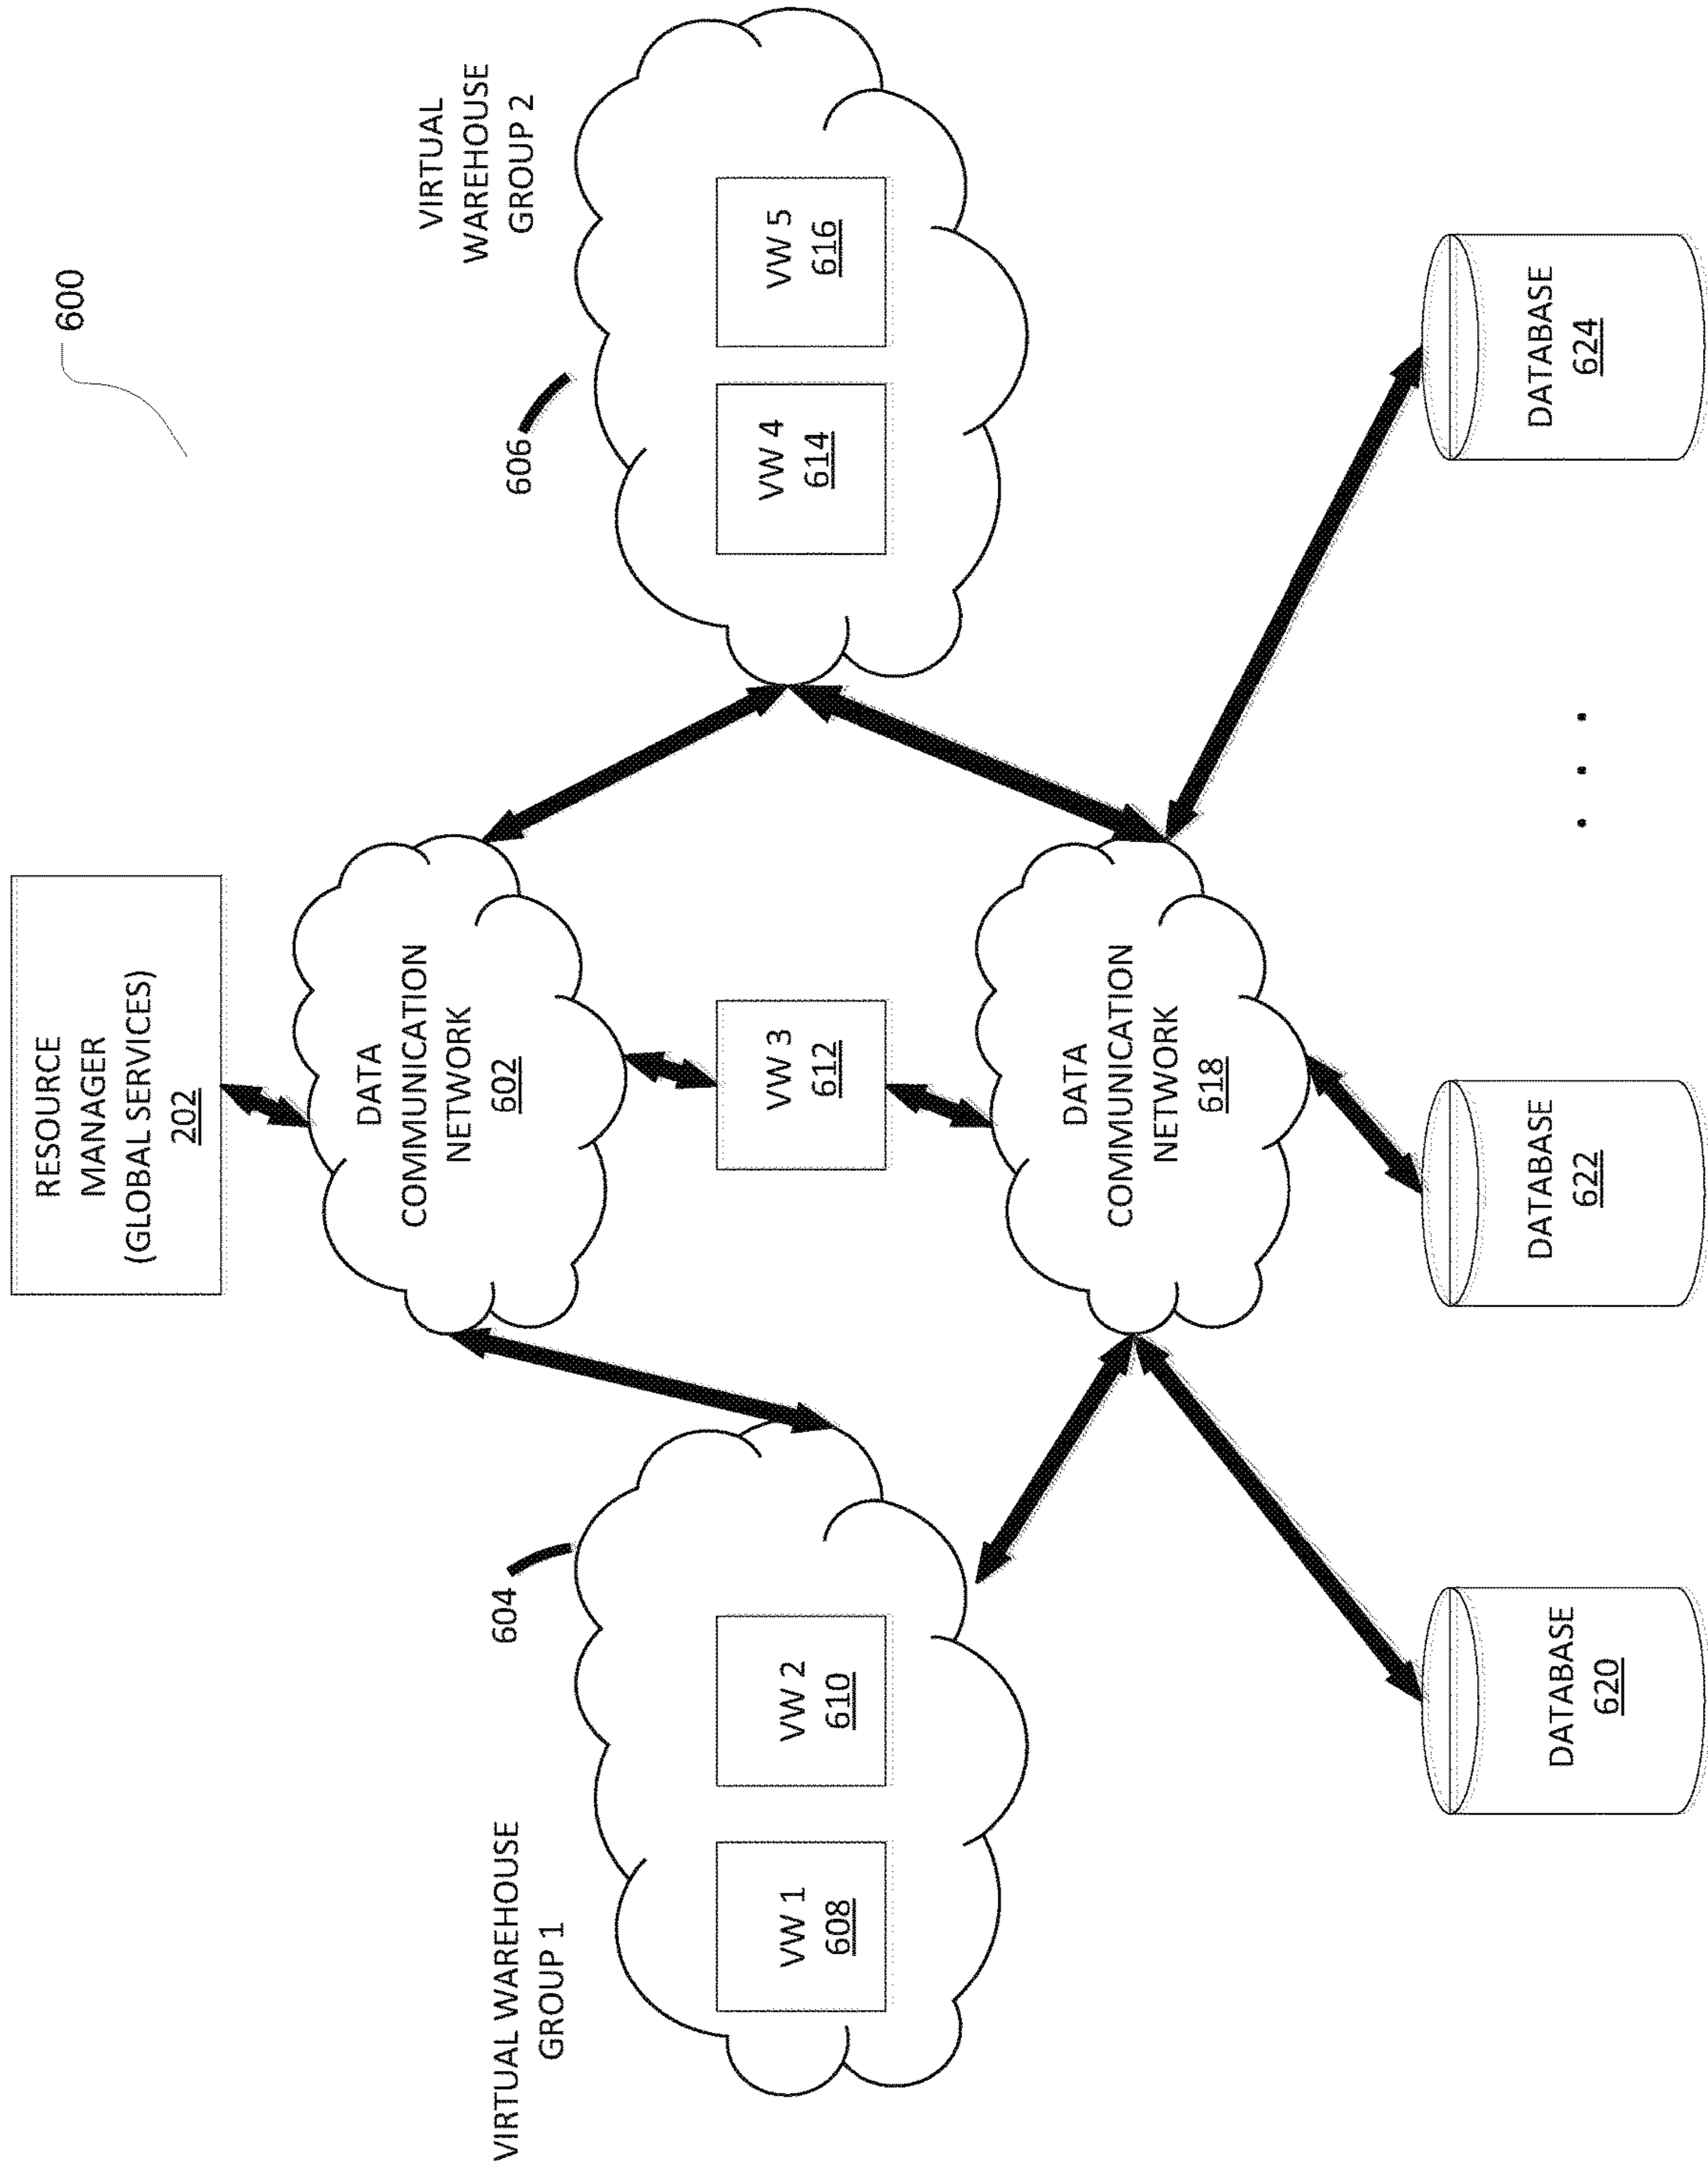 600
RESOURCE
MANAGER
(GLOBAL SERVICES)
202
DATA
COMMUNICATION
NETWORK
602
VIRTUAL WAREHOUSE
GROUP 1
604
VW 1
608
VW 2
610
VW 3
612
VIRTUAL
WAREHOUSE
GROUP 2
606
VW 4
614
VW 5
616
DATA
COMMUNICATION
NETWORK
618
DATABASE
620
DATABASE
622
. . .
DATABASE
624